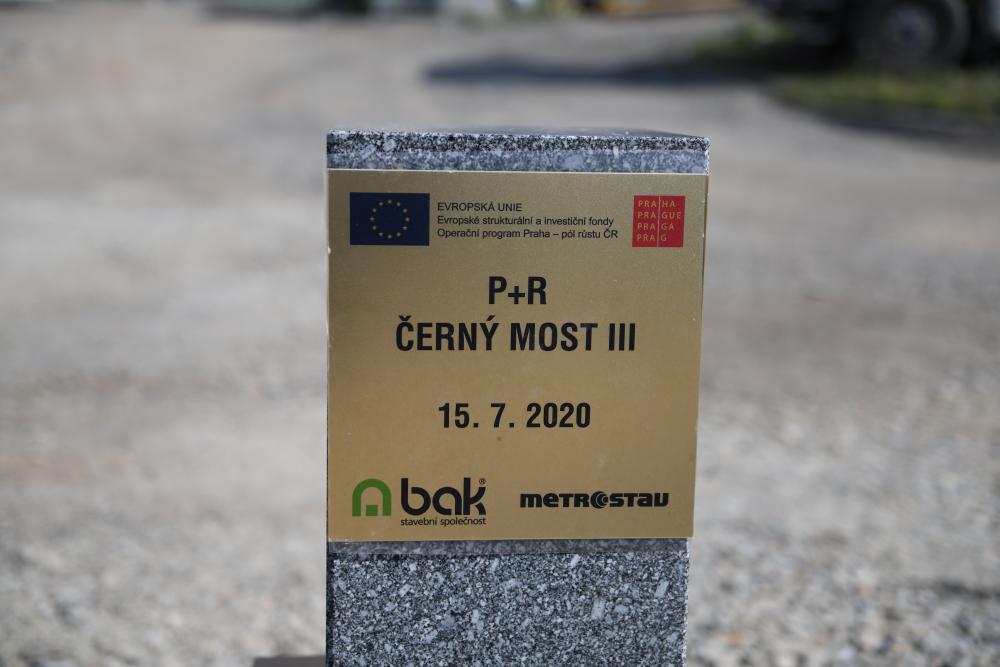 EVROPSKÁ UNIE
Evropské strukturální a investiční fondy
Operační program Praha – pól růstu ČR
PRA HA
PRA GUE
PRA GA
PRA G
P+R
ČERNÝ MOST III
15. 7. 2020
bak®
stavební společnost
METROSTAV